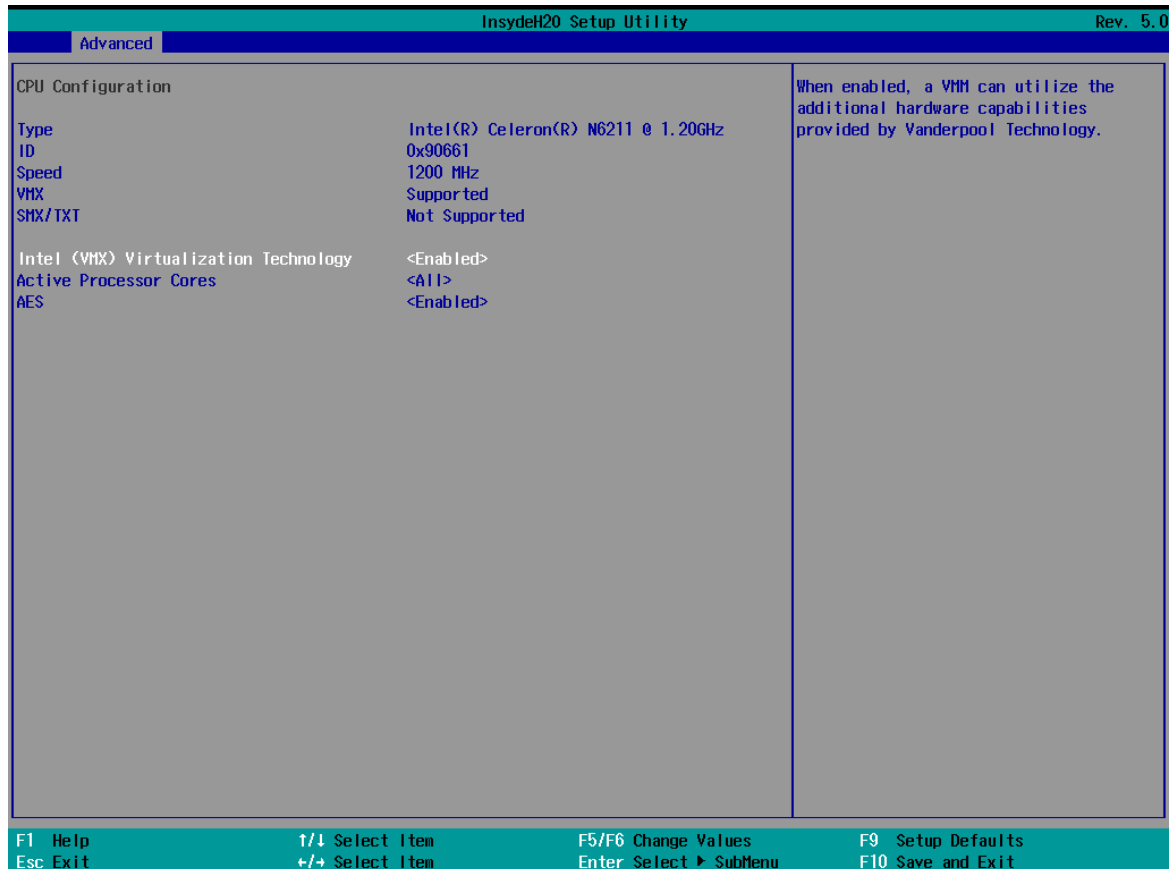 InsydeH20 Setup Utility Rev. 5.0
Advanced
CPU Configuration
Type Intel(R) Celeron(R) N6211 @ 1.20GHz
ID 0x90661
Speed 1200 MHz
VMX Supported
SMX/TXT Not Supported
Intel (VMX) Virtualization Technology <Enabled>
Active Processor Cores <All>
AES <Enabled>
When enabled, a VMM can utilize the
additional hardware capabilities
provided by Vanderpool Technology.
F1 Help ↑/↓ Select Item F5/F6 Change Values F9 Setup Defaults
Esc Exit ←/→ Select Item Enter Select ▶ SubMenu F10 Save and Exit